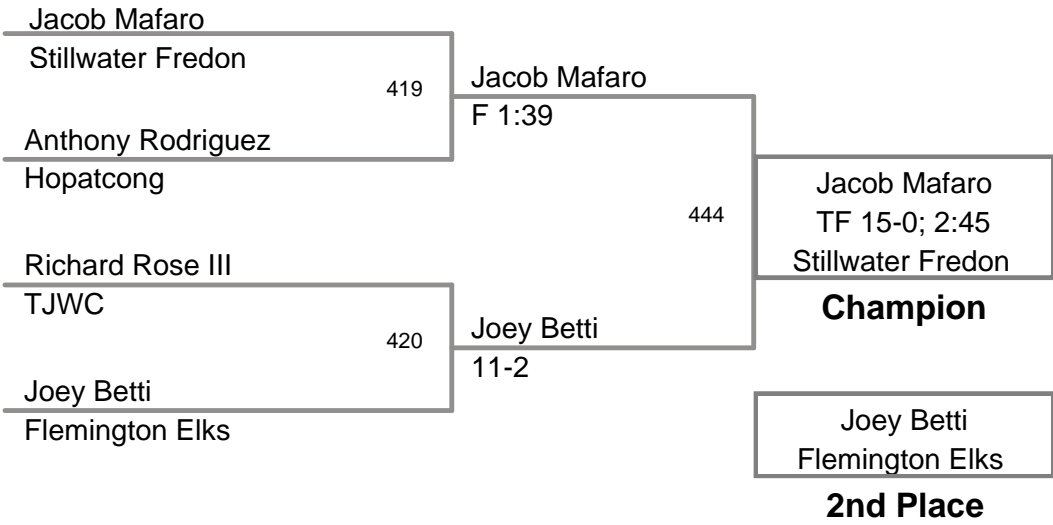 Jacob Mafaro
Stillwater Fredon
419
Anthony Rodriguez
Hopatcong
Jacob Mafaro
F 1:39
Richard Rose III
TJWC
420
Joey Betti
Flemington Elks
Joey Betti
11-2
444
Jacob Mafaro
TF 15-0; 2:45
Stillwater Fredon
Champion
Joey Betti
Flemington Elks
2nd Place